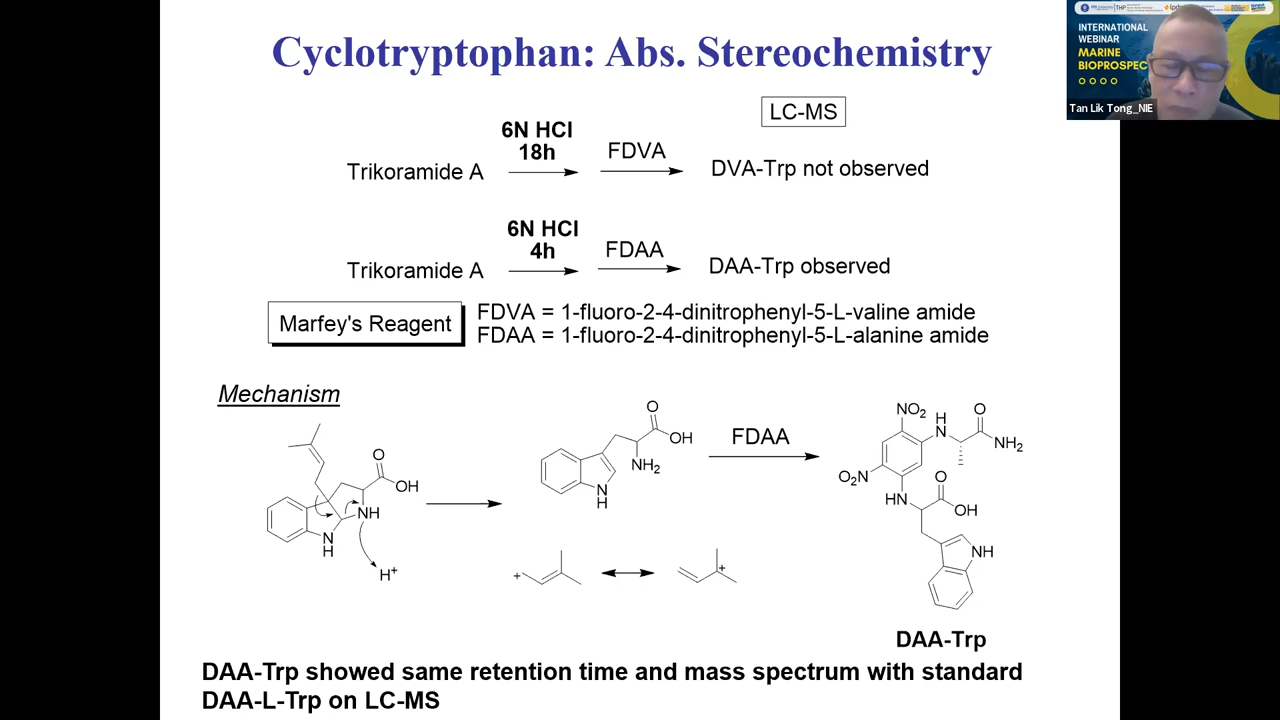 Cyclotryptophan: Abs. Stereochemistry
INTERNATIONAL
WEBINAR
MARINE
BIOPROSPEC
Tan Lik Tong_NIE
LC-MS
6N HCl
18h
FDVA
Trikoramide A
DVA-Trp not observed
6N HCl
4h
FDAA
Trikoramide A
DAA-Trp observed
Marfey's Reagent
FDVA = 1-fluoro-2-4-dinitrophenyl-5-L-valine amide
FDAA = 1-fluoro-2-4-dinitrophenyl-5-L-alanine amide
Mechanism
O
OH
NH
N
H
H+
O
OH
NH2
N
H
+
+
FDAA
NO2
H
N
O
NH2
O2N
HN
O
OH
NH
DAA-Trp
DAA-Trp showed same retention time and mass spectrum with standard
DAA-L-Trp on LC-MS